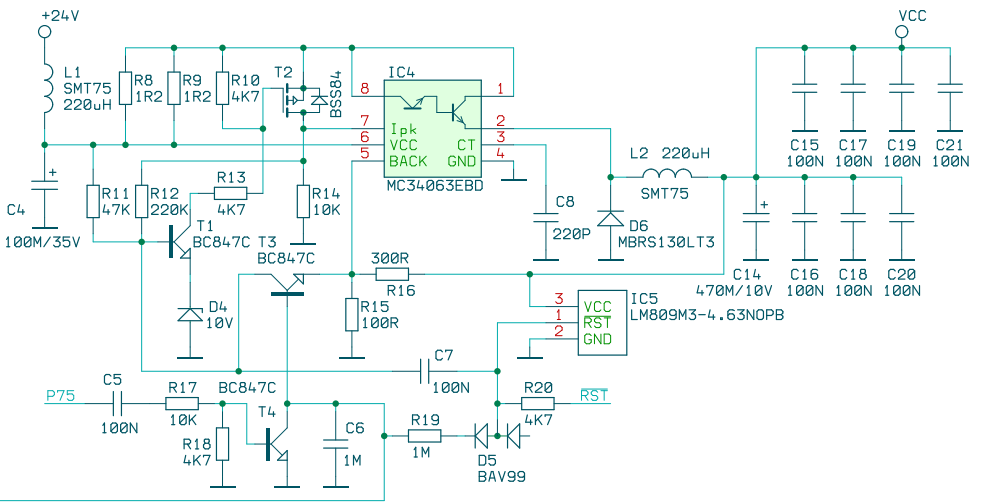 +24V
VCC
L1
SMT75
220uH
R8
1R2
R9
1R2
R10
4K7
T2
BSS84
IC4
8
1
7
Ipk
2
6
VCC
CT
3
5
BACK
GND
4
MC34063EBD
C15
100N
C17
100N
C19
100N
C21
100N
L2 220uH
SMT75
+
C4
100M/35V
R11
47K
R12
220K
R13
4K7
R14
10K
T1
BC847C
T3
BC847C
C8
220P
D6
MBRS130LT3
+
C14
470M/10V
C16
100N
C18
100N
C20
100N
300R
R16
D4
10V
R15
100R
IC5
3
VCC
LM809M3-4.63NOPB
1
RST
2
GND
C7
100N
P75
C5
100N
R17
10K
BC847C
T4
R18
4K7
C6
1M
R19
1M
R20
4K7
RST
D5
BAV99